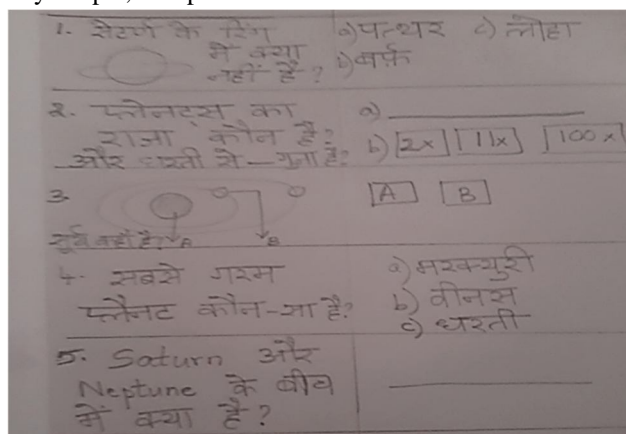 1. सेटर्न के रिंग a) पत्थर c) लोहा
में क्या b) बर्फ़
नहीं है?
2. प्लेनट्स का a)
राजा कौन है?
और धरती से — गुना है? b) 2x 11x 100x
3. A B
सूर्य कहाँ है? A B
4. सबसे गरम a) मरक्युरी
प्लैनट कौन-सा है? b) वीनस
c) धरती
5. Saturn और
Neptune के बीच
में क्या है?